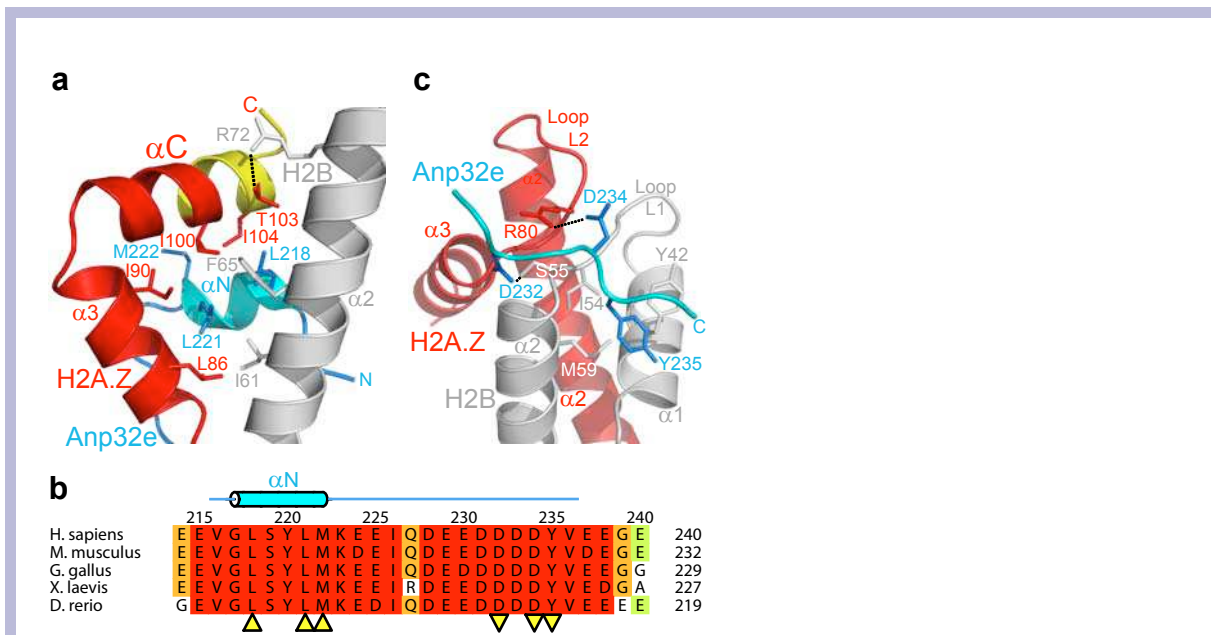 a
C
R72
αC
H2B
T103
I100
I104
M222
L218
F65
I90
αN
α2
α3
L221
L86
H2A.Z
I61
N
Anp32e
c
Loop
L2
Anp32e
α2
D234
Loop
L1
R80
α3
Y42
S55
D232
I54
C
H2A.Z
α2
Y235
M59
H2B
α2
α1
b
αN
215 220 225 230 235 240
H. sapiens E E V G L S Y L M K E E I Q D E E D D D D Y V E E G E 240
M. musculus E E V G L S Y L M K D E I Q D E E D D D D Y V E E G E 232
G. gallus E E V G L S Y L M K E E I Q D E E D D D D Y V E E G G 229
X. laevis E E V G L S Y L M K E E I R D E E D D D D Y V E D G A 227
D. rerio G E V G L S Y L M K E D I Q D E E D D D D Y V E E E E 219